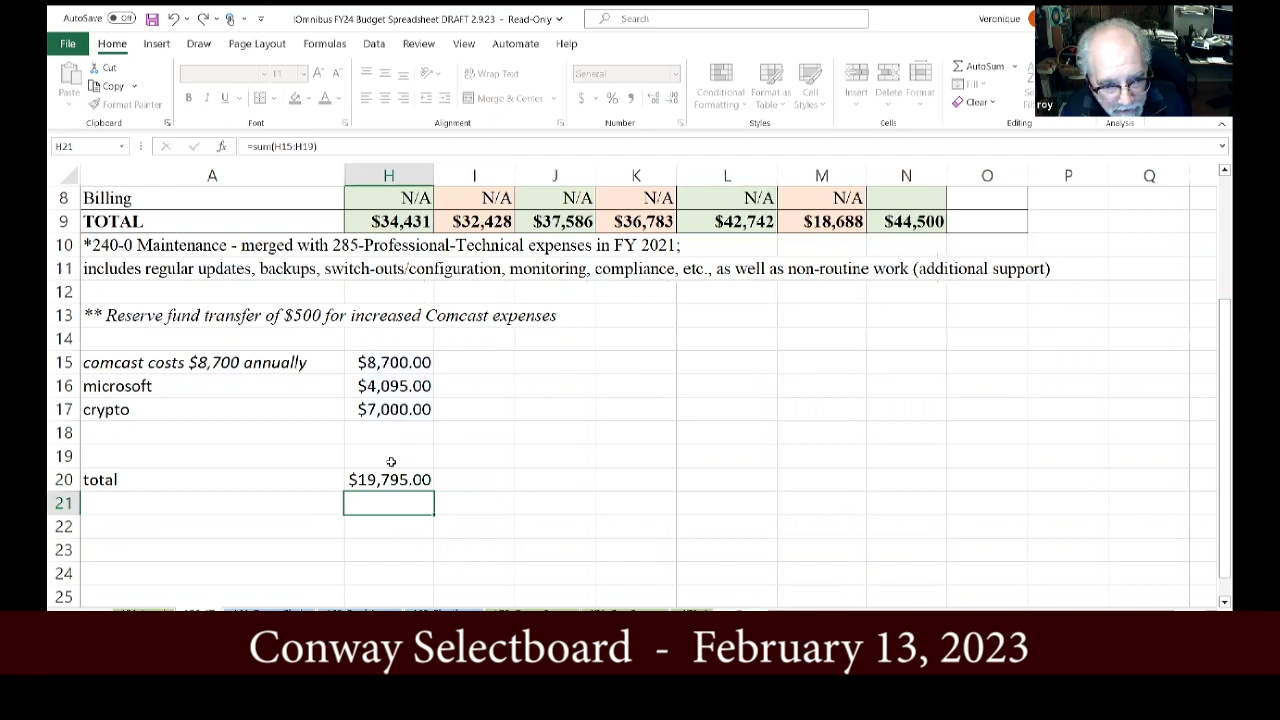 AutoSave Off !Omnibus FY24 Budget Spreadsheet DRAFT 2.9.23 - Read-Only Search Veronique
File Home Insert Draw Page Layout Formulas Data Review View Automate Help
Paste Cut Copy Format Painter
11 Wrap Text Merge & Center General
Conditional Formatting Format as Table Cell Styles Insert Delete Format
AutoSum Fill Clear
Clipboard Font Alignment Number Styles Cells Editing Analysis
roy
H21 fx =sum(H15:H19)
A H I J K L M N O P Q
8 Billing N/A N/A N/A N/A N/A N/A
9 TOTAL $34,431 $32,428 $37,586 $36,783 $42,742 $18,688 $44,500
10 *240-0 Maintenance - merged with 285-Professional-Technical expenses in FY 2021;
11 includes regular updates, backups, switch-outs/configuration, monitoring, compliance, etc., as well as non-routine work (additional support)
12
13 ** Reserve fund transfer of $500 for increased Comcast expenses
14
15 comcast costs $8,700 annually $8,700.00
16 microsoft $4,095.00
17 crypto $7,000.00
18
19
20 total $19,795.00
21
22
23
24
25
Conway Selectboard - February 13, 2023